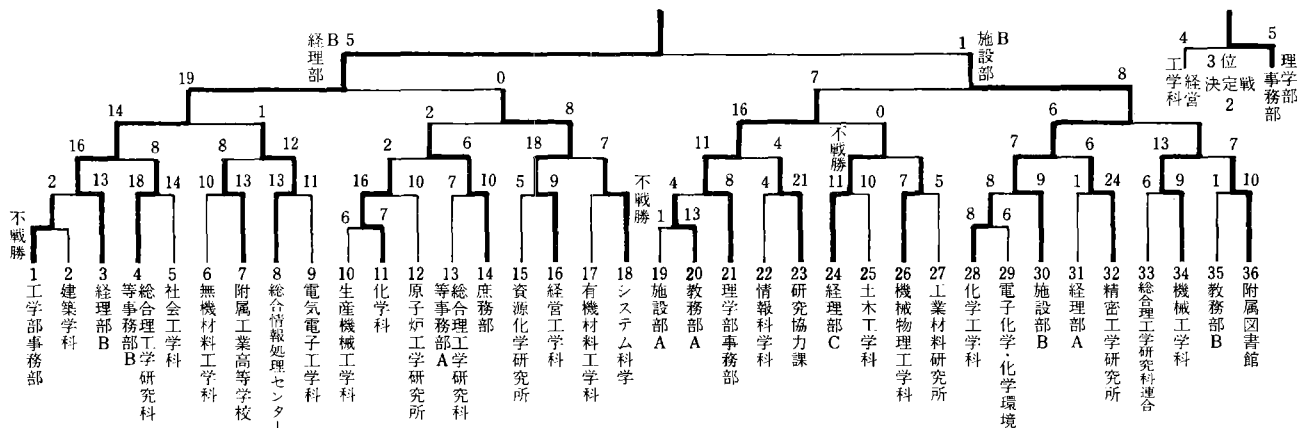 経理部B 5 1 施設部B
4 5
工学科経営 3位決定戦 2 理学部事務部
19 0 7 8
14 1 2 8 16 0 6
16 8 8 12 2 6 18 7 11 4 不戦勝 7 6 13 7
2 13 18 14 10 13 13 11 16 10 7 10 5 9 不戦勝 4 8 4 21 11 10 7 5 8 9 1 24 6 9 1 10
不戦勝 6 7 1 13 8 6
1 工学部事務部
2 建築学科
3 経理部B
4 総合理工学研究科等事務部B
5 社会工学科
6 無機材料工学科
7 附属工業高等学校
8 総合情報処理センター
9 電気電子工学科
10 生産機械工学科
11 化学科
12 原子炉工学研究所
13 総合理工学研究科等事務部A
14 庶務部
15 資源化学研究所
16 経営工学科
17 有機材料工学科
18 システム科学
19 施設部A
20 教務部A
21 理学部事務部
22 情報科学科
23 研究協力課
24 経理部C
25 土木工学科
26 機械物理工学科
27 工業材料研究所
28 化学工学科
29 電子化学・化学環境
30 施設部B
31 経理部A
32 精密工学研究所
33 総合理工学研究科連合
34 機械工学科
35 教務部B
36 附属図書館